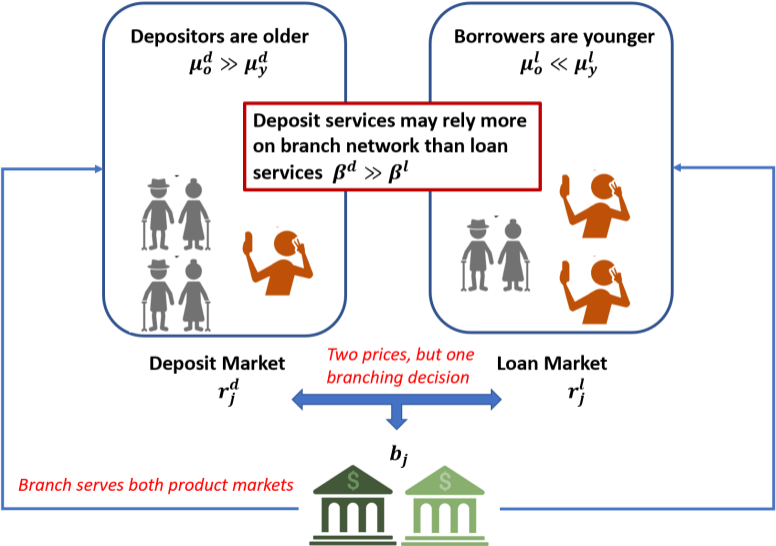 Depositors are older
μ_o^d ≫ μ_y^d
Borrowers are younger
μ_o^l ≪ μ_y^l
Deposit services may rely more
on branch network than loan
services β^d ≫ β^l
Deposit Market
r_j^d
Two prices, but one
branching decision
Loan Market
r_j^l
b_j
Branch serves both product markets
$
$